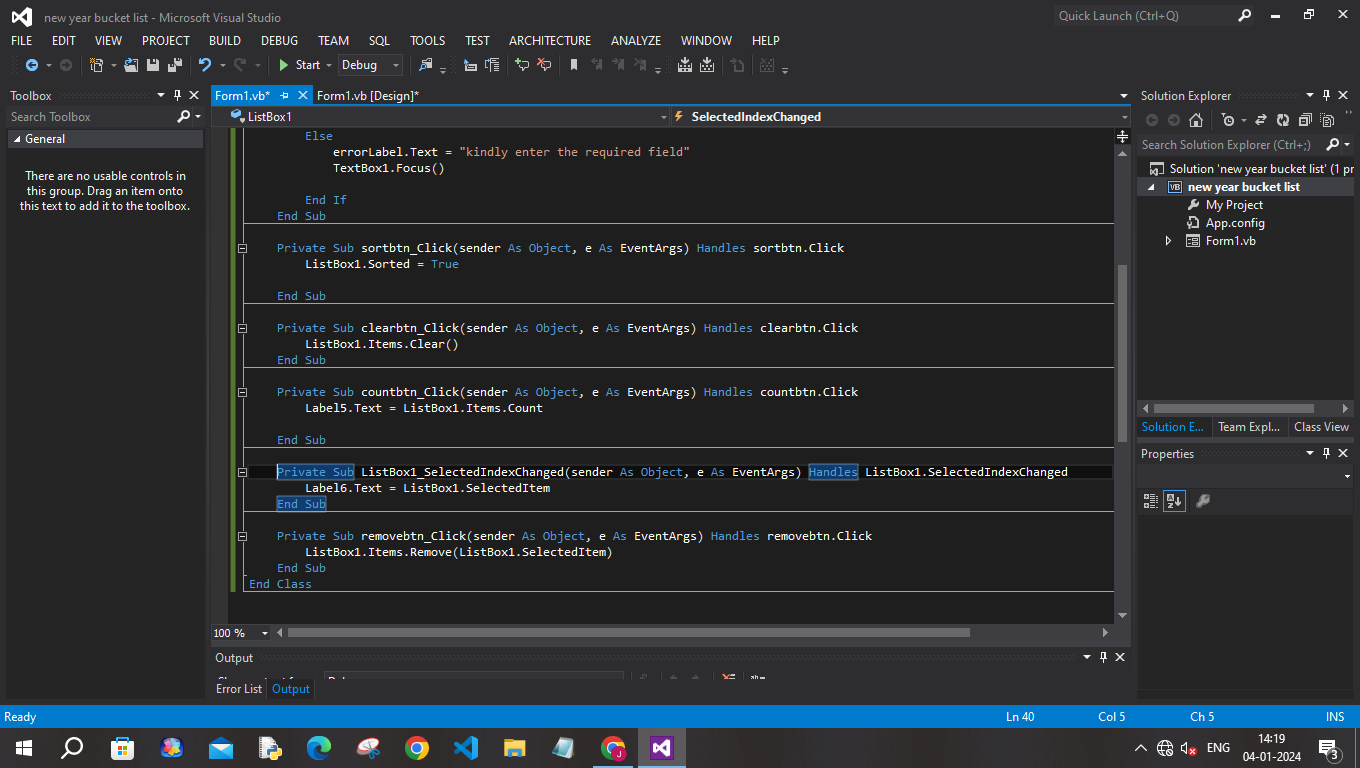 new year bucket list - Microsoft Visual Studio
Quick Launch (Ctrl+Q)
FILE EDIT VIEW PROJECT BUILD DEBUG TEAM SQL TOOLS TEST ARCHITECTURE ANALYZE WINDOW HELP
Start Debug
Toolbox
Search Toolbox
General
There are no usable controls in
this group. Drag an item onto
this text to add it to the toolbox.
Form1.vb* Form1.vb [Design]*
ListBox1 SelectedIndexChanged
Else
errorLabel.Text = "kindly enter the required field"
TextBox1.Focus()
End If
End Sub
Private Sub sortbtn_Click(sender As Object, e As EventArgs) Handles sortbtn.Click
ListBox1.Sorted = True
End Sub
Private Sub clearbtn_Click(sender As Object, e As EventArgs) Handles clearbtn.Click
ListBox1.Items.Clear()
End Sub
Private Sub countbtn_Click(sender As Object, e As EventArgs) Handles countbtn.Click
Label5.Text = ListBox1.Items.Count
End Sub
Private Sub ListBox1_SelectedIndexChanged(sender As Object, e As EventArgs) Handles ListBox1.SelectedIndexChanged
Label6.Text = ListBox1.SelectedItem
End Sub
Private Sub removebtn_Click(sender As Object, e As EventArgs) Handles removebtn.Click
ListBox1.Items.Remove(ListBox1.SelectedItem)
End Sub
End Class
100 %
Output
Error List Output
Solution Explorer
Search Solution Explorer (Ctrl+;)
Solution 'new year bucket list' (1 pr
VB new year bucket list
My Project
App.config
Form1.vb
Solution E... Team Expl... Class View
Properties
Ready Ln 40 Col 5 Ch 5 INS
ENG
14:19
04-01-2024
3